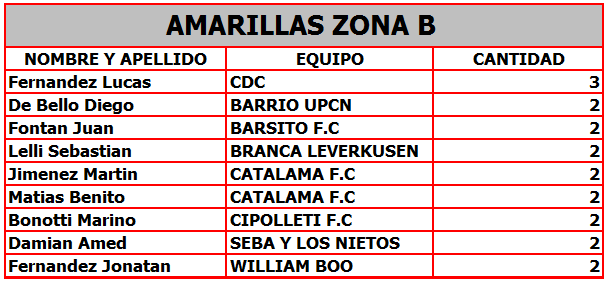 AMARILLAS ZONA B
NOMBRE Y APELLIDO EQUIPO CANTIDAD
Fernandez Lucas CDC 3
De Bello Diego BARRIO UPCN 2
Fontan Juan BARSITO F.C 2
Lelli Sebastian BRANCA LEVERKUSEN 2
Jimenez Martin CATALAMA F.C 2
Matias Benito CATALAMA F.C 2
Bonotti Marino CIPOLLETI F.C 2
Damian Amed SEBA Y LOS NIETOS 2
Fernandez Jonatan WILLIAM BOO 2